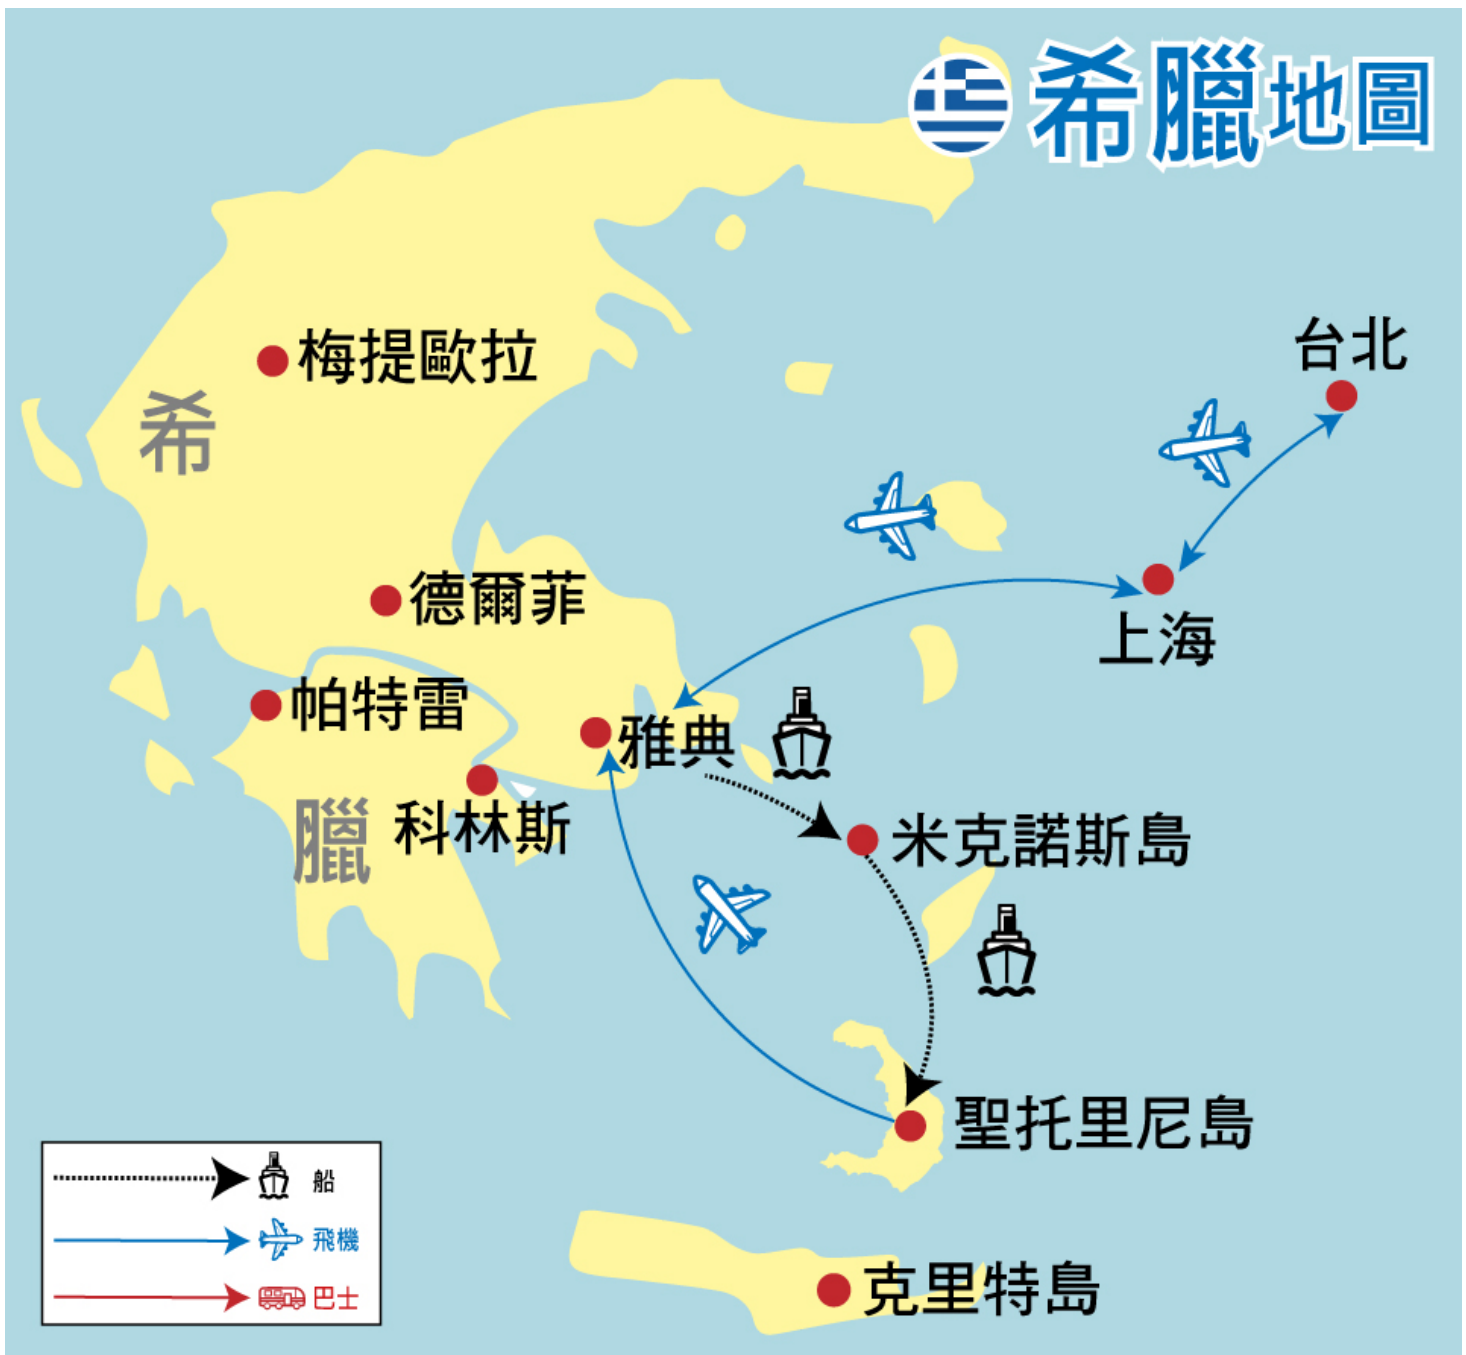 希臘地圖
台北
梅提歐拉
希
德爾菲
上海
帕特雷
雅典
科林斯
臘
米克諾斯島
聖托里尼島
克里特島
船
飛機
巴士